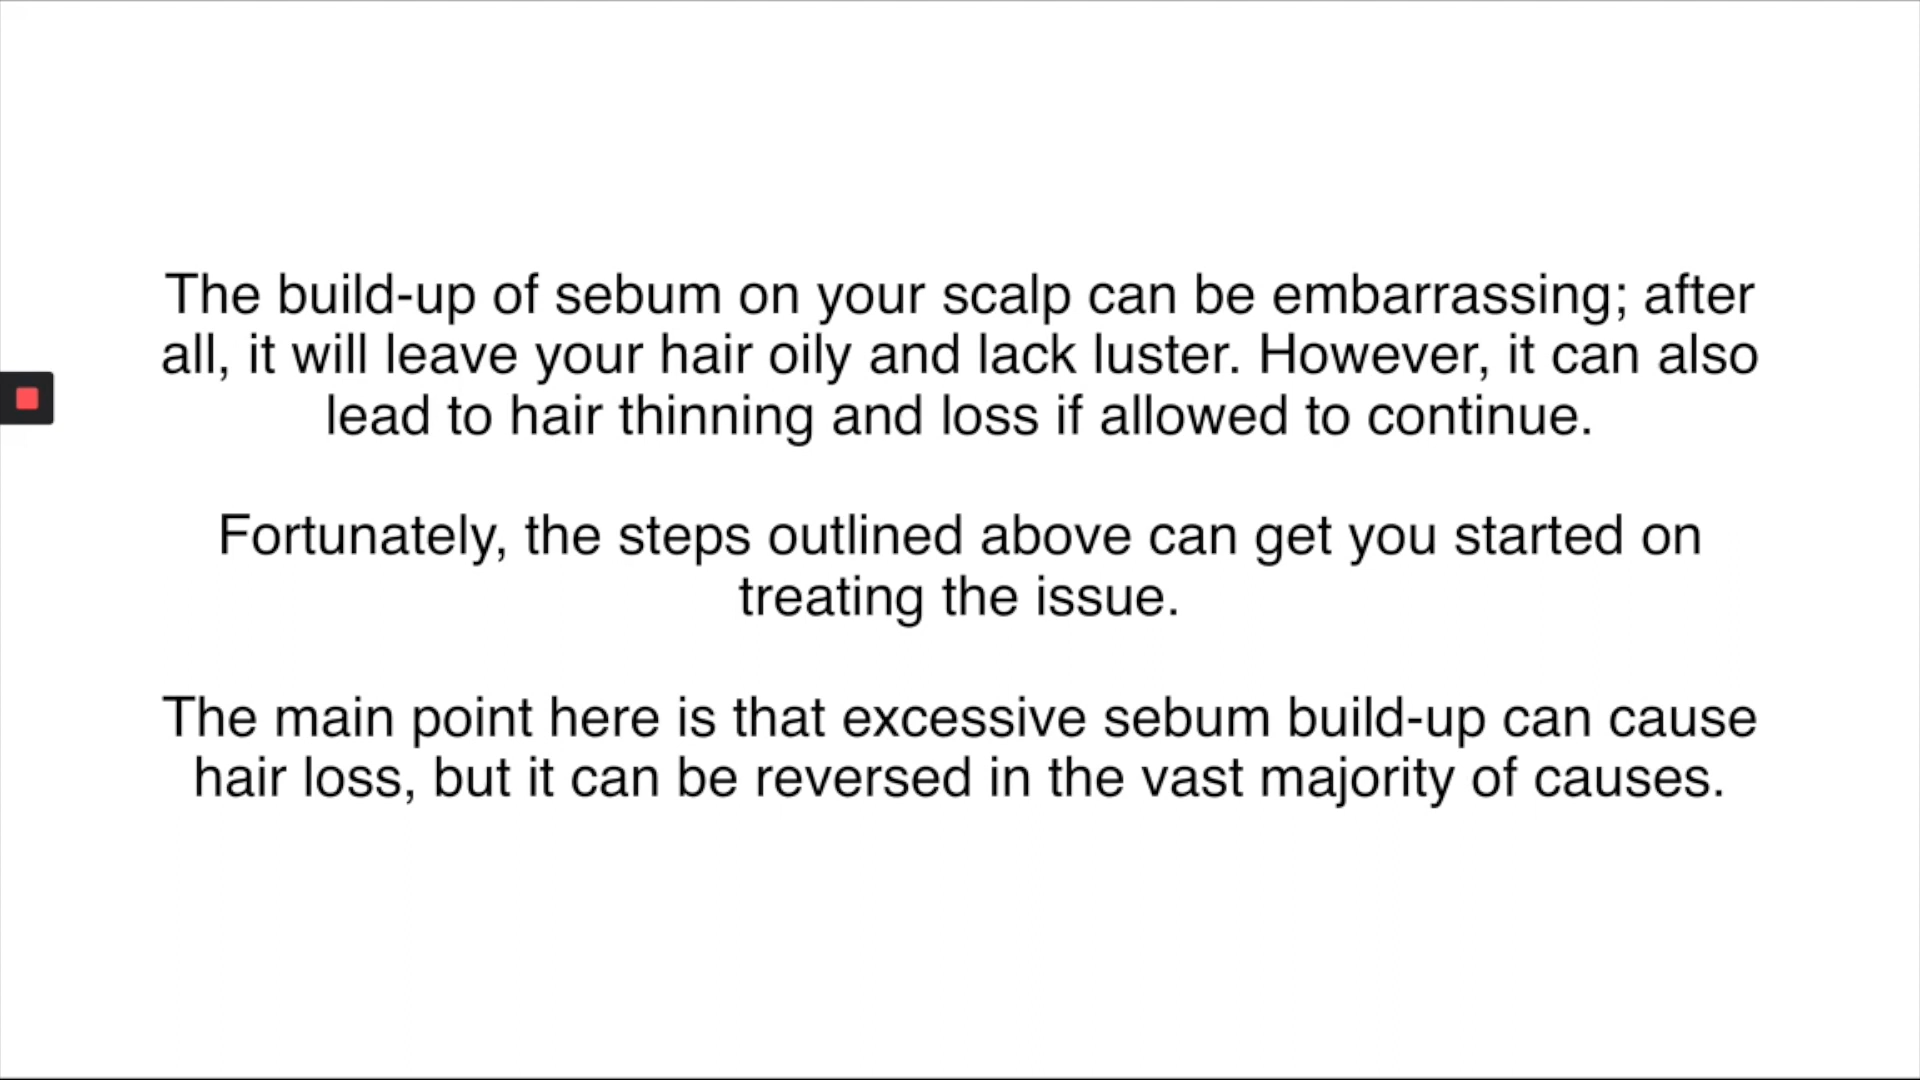 The build-up of sebum on your scalp can be embarrassing; after
all, it will leave your hair oily and lack luster. However, it can also
lead to hair thinning and loss if allowed to continue.
Fortunately, the steps outlined above can get you started on
treating the issue.
The main point here is that excessive sebum build-up can cause
hair loss, but it can be reversed in the vast majority of causes.